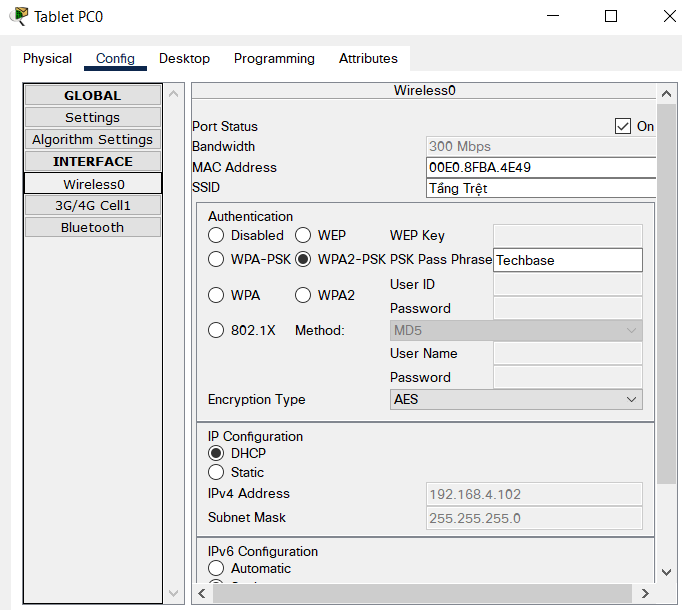 Tablet PC0
Physical Config Desktop Programming Attributes
GLOBAL
Settings
Algorithm Settings
INTERFACE
Wireless0
3G/4G Cell1
Bluetooth
Wireless0
Port Status On
Bandwidth 300 Mbps
MAC Address 00E0.8FBA.4E49
SSID Tầng Trệt
Authentication
Disabled WEP WEP Key
WPA-PSK WPA2-PSK PSK Pass Phrase Techbase
User ID
WPA WPA2 Password
802.1X Method: MD5
User Name
Password
Encryption Type AES
IP Configuration
DHCP
Static
IPv4 Address 192.168.4.102
Subnet Mask 255.255.255.0
IPv6 Configuration
Automatic